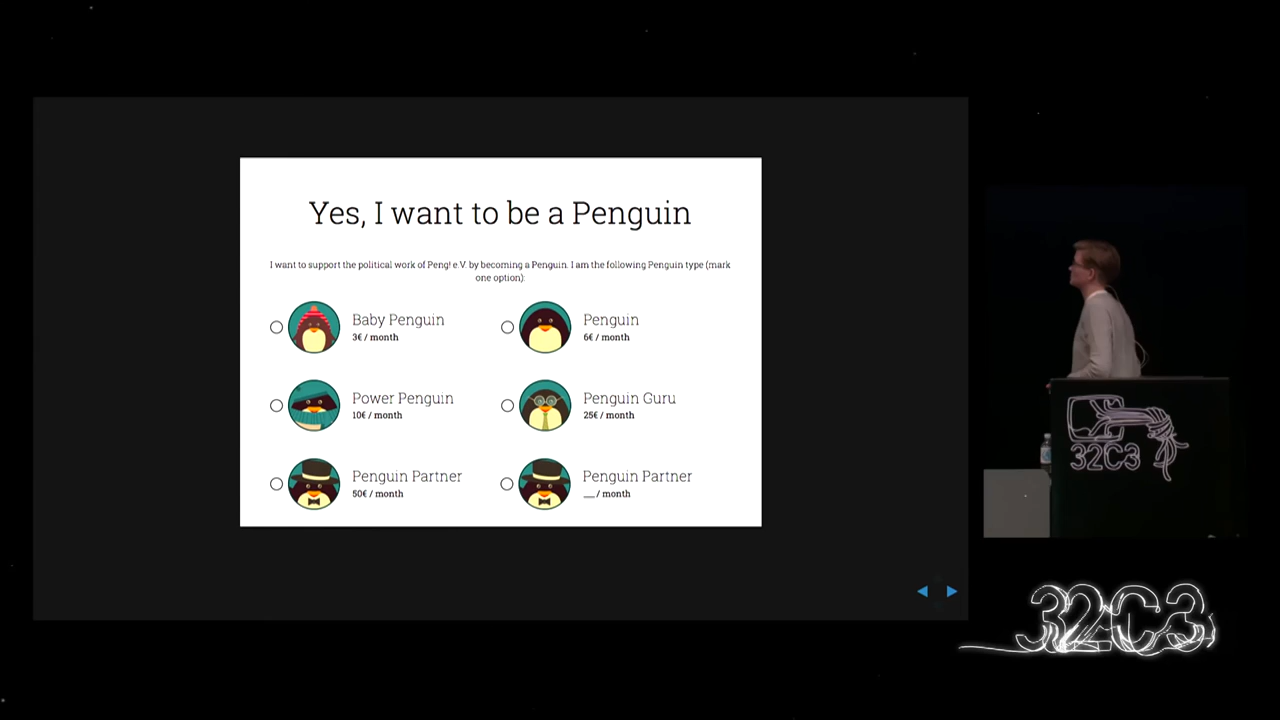 Yes, I want to be a Penguin
I want to support the political work of Peng! e.V. by becoming a Penguin. I am the following Penguin type (mark
one option):
Baby Penguin
3€ / month
Penguin
6€ / month
Power Penguin
10€ / month
Penguin Guru
25€ / month
Penguin Partner
50€ / month
Penguin Partner
__ / month
32C3
32C3